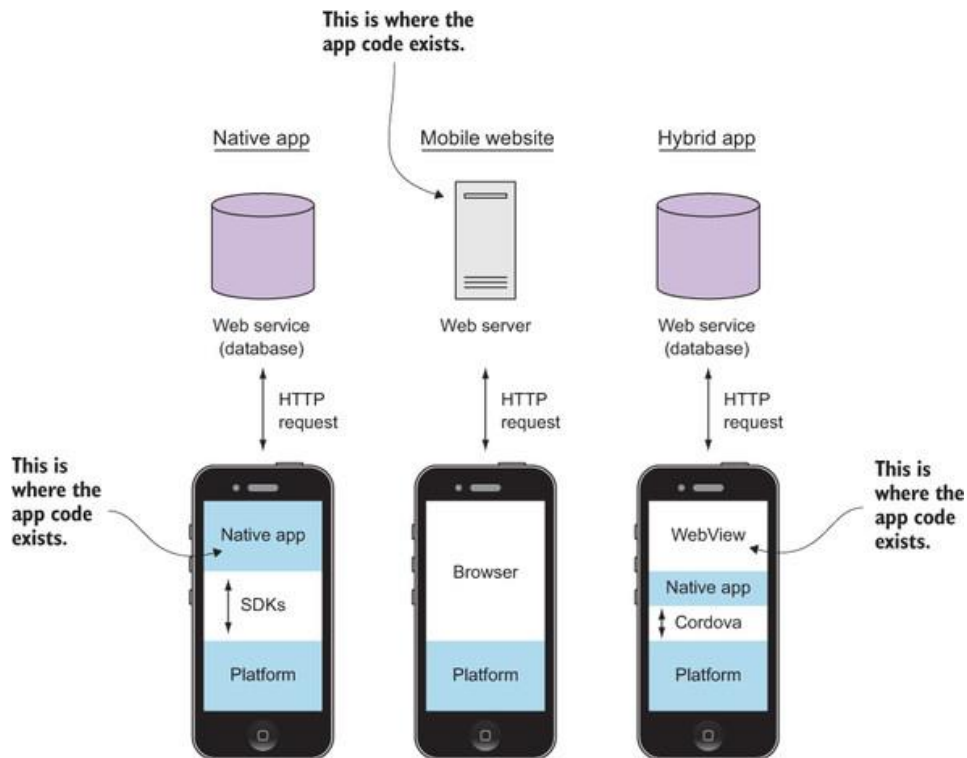 This is where the
app code exists.
Native app
Mobile website
Hybrid app
Web service
(database)
Web server
Web service
(database)
HTTP
request
HTTP
request
HTTP
request
This is
where the
app code
exists.
Native app
SDKs
Platform
Browser
Platform
WebView
Native app
Cordova
Platform
This is
where the
app code
exists.